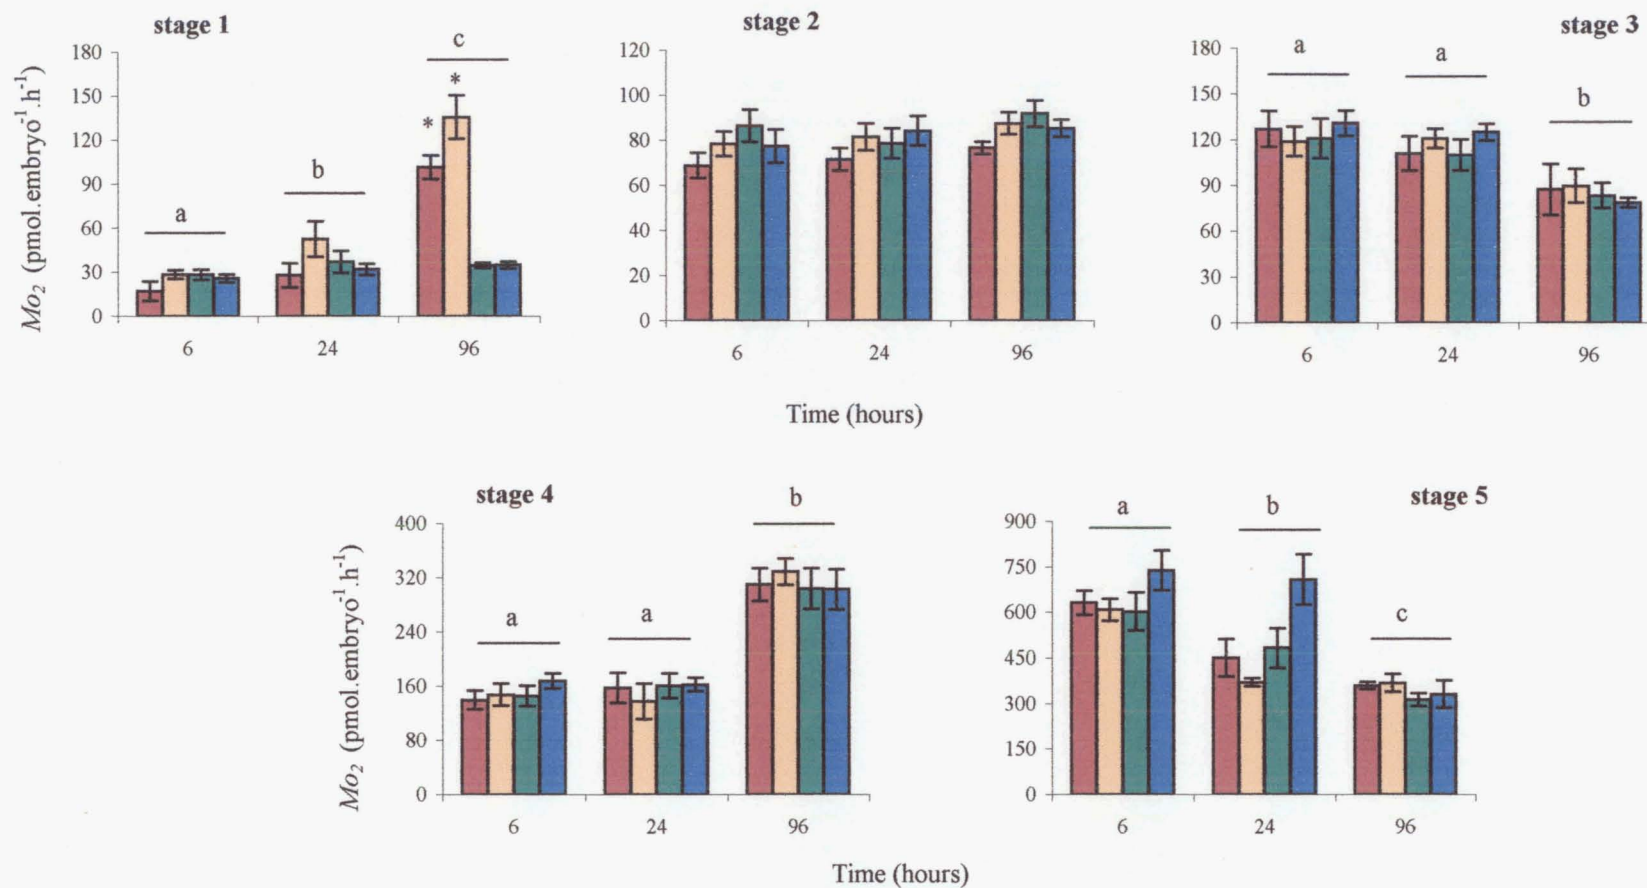 stage 1
c
180
150
120
90
60
30
0
Mo₂ (pmol.embryo⁻¹.h⁻¹)
*
*
b
a
6 24 96
stage 2
120
100
80
60
40
20
0
6 24 96
stage 3
a a
b
180
150
120
90
60
30
0
6 24 96
Time (hours)
stage 4
b
400
320
240
160
80
0
Mo₂ (pmol.embryo⁻¹.h⁻¹)
a a
6 24 96
stage 5
a b
c
900
750
600
450
300
150
0
6 24 96
Time (hours)